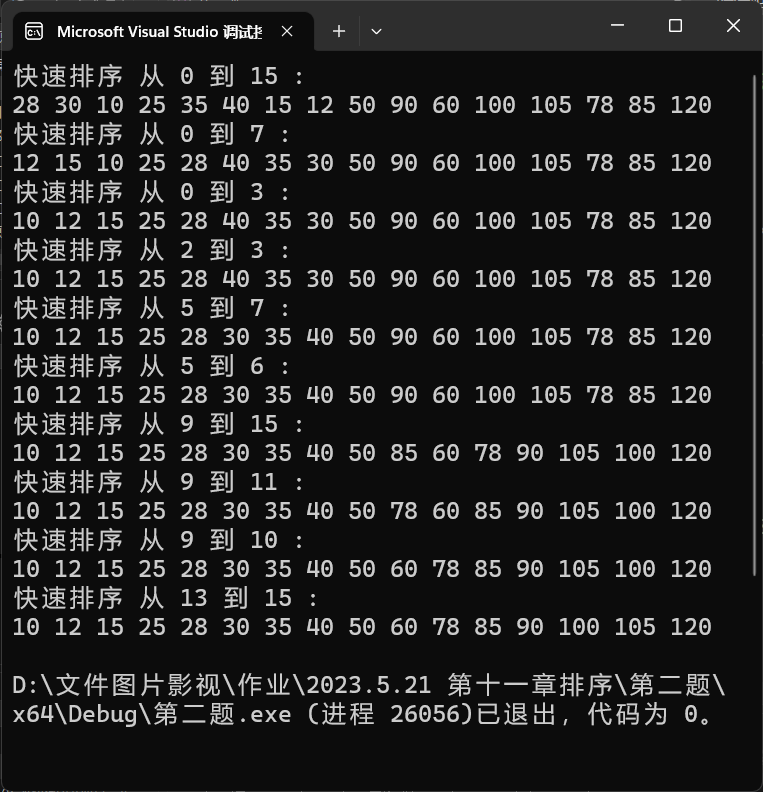 Microsoft Visual Studio 调试
快速排序 从 0 到 15 :
28 30 10 25 35 40 15 12 50 90 60 100 105 78 85 120
快速排序 从 0 到 7 :
12 15 10 25 28 40 35 30 50 90 60 100 105 78 85 120
快速排序 从 0 到 3 :
10 12 15 25 28 40 35 30 50 90 60 100 105 78 85 120
快速排序 从 2 到 3 :
10 12 15 25 28 40 35 30 50 90 60 100 105 78 85 120
快速排序 从 5 到 7 :
10 12 15 25 28 30 35 40 50 90 60 100 105 78 85 120
快速排序 从 5 到 6 :
10 12 15 25 28 30 35 40 50 90 60 100 105 78 85 120
快速排序 从 9 到 15 :
10 12 15 25 28 30 35 40 50 85 60 78 90 105 100 120
快速排序 从 9 到 11 :
10 12 15 25 28 30 35 40 50 78 60 85 90 105 100 120
快速排序 从 9 到 10 :
10 12 15 25 28 30 35 40 50 60 78 85 90 105 100 120
快速排序 从 13 到 15 :
10 12 15 25 28 30 35 40 50 60 78 85 90 100 105 120
D:\文件图片影视\作业\2023.5.21 第十一章排序\第二题\
x64\Debug\第二题.exe (进程 26056)已退出，代码为 0。